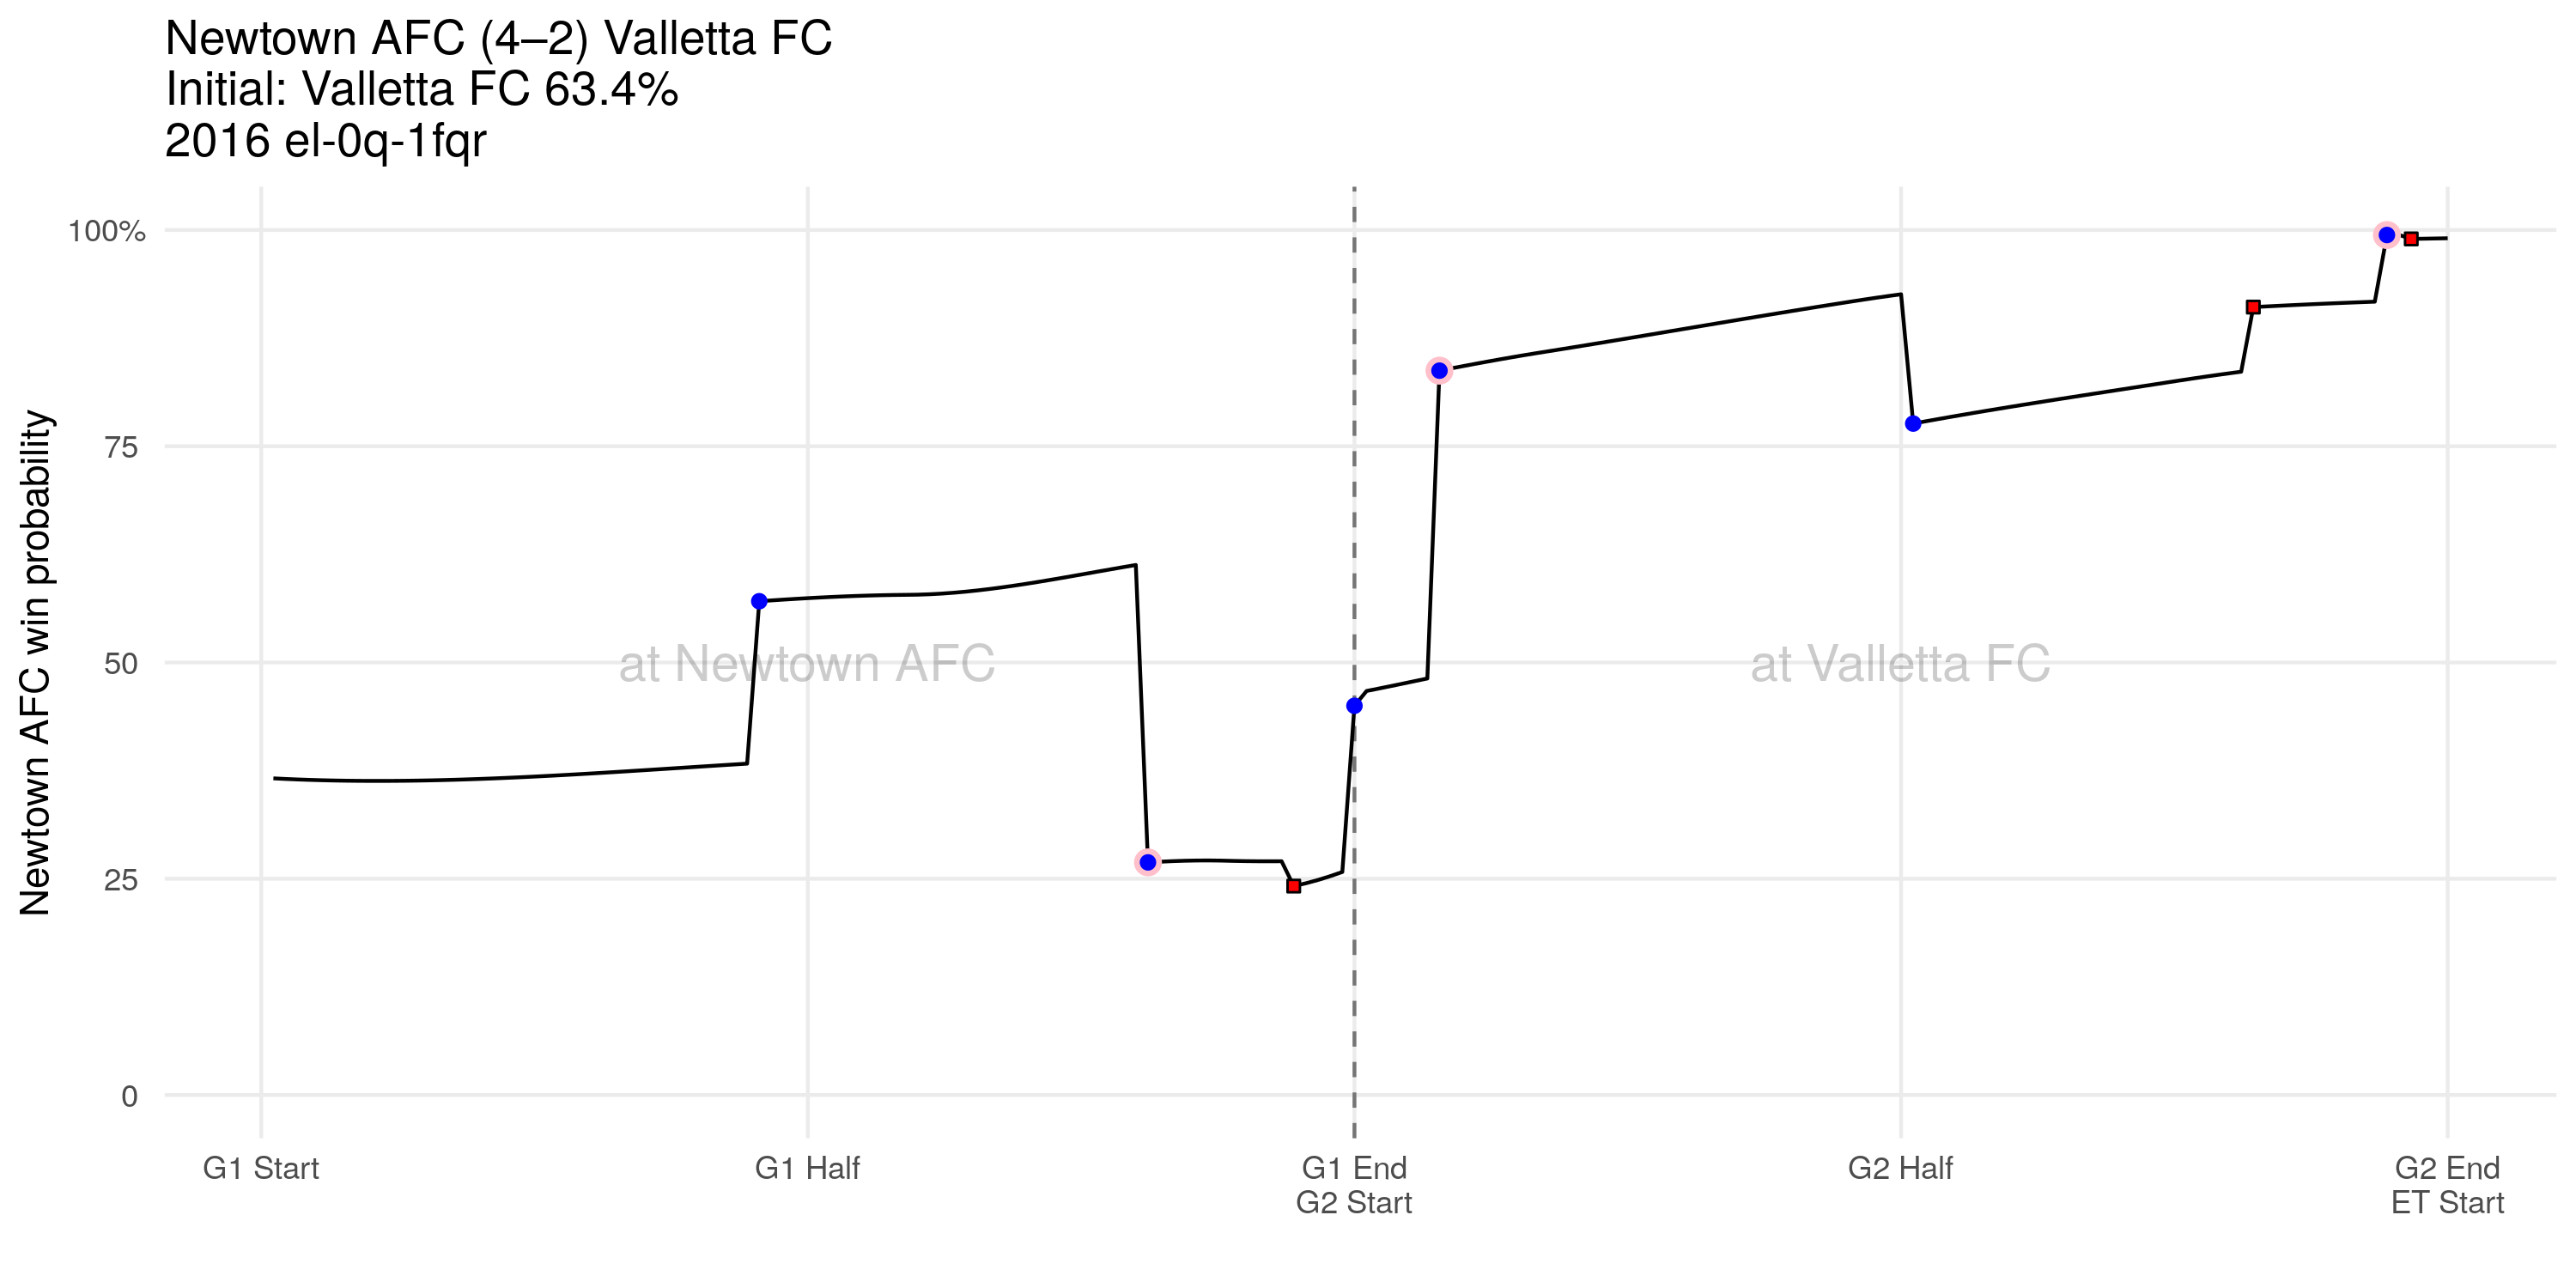 Newtown AFC (4–2) Valletta FC
Initial: Valletta FC 63.4%
2016 el-0q-1fqr
Newtown AFC win probability
100%
75
50
25
0
at Newtown AFC
at Valletta FC
G1 Start
G1 Half
G1 End
G2 Start
G2 Half
G2 End
ET Start